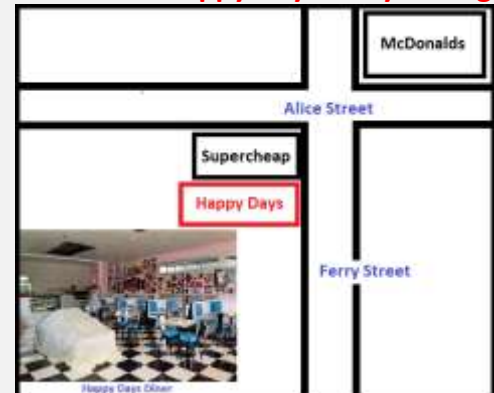 McDonalds
Alice Street
Supercheap
Happy Days
Ferry Street
Happy Days Diner